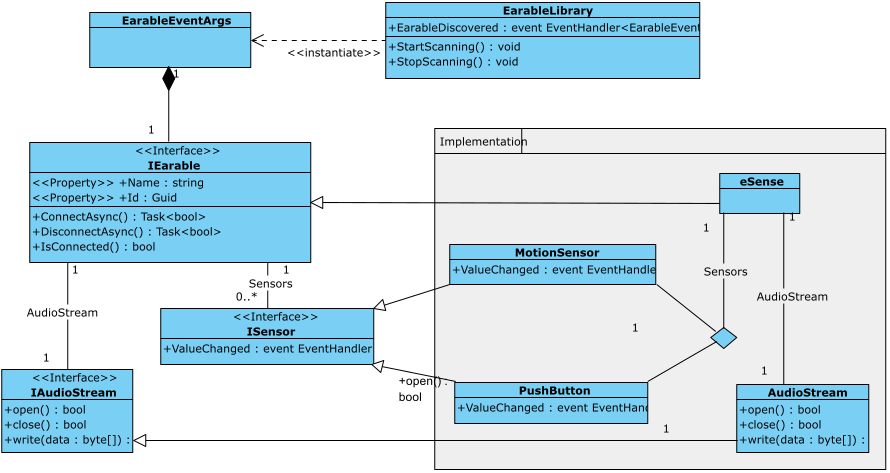 EarableEventArgs
EarableLibrary
+EarableDiscovered : event EventHandler<EarableEvent
+StartScanning() : void
+StopScanning() : void
<<instantiate>>
1
1
<<Interface>>
IEarable
<<Property>> +Name : string
<<Property>> +Id : Guid
+ConnectAsync() : Task<bool>
+DisconnectAsync() : Task<bool>
+IsConnected() : bool
Implementation
eSense
1
1
MotionSensor
+ValueChanged : event EventHandle
1
1
Sensors
0..*
Sensors
AudioStream
AudioStream
<<Interface>>
ISensor
+ValueChanged : event EventHandler
1
1
1
<<Interface>>
IAudioStream
+open() : bool
+close() : bool
+write(data : byte[]) :
+open() :
bool
PushButton
+ValueChanged : event EventHand
AudioStream
+open() : bool
+close() : bool
+write(data : byte[]) :
1